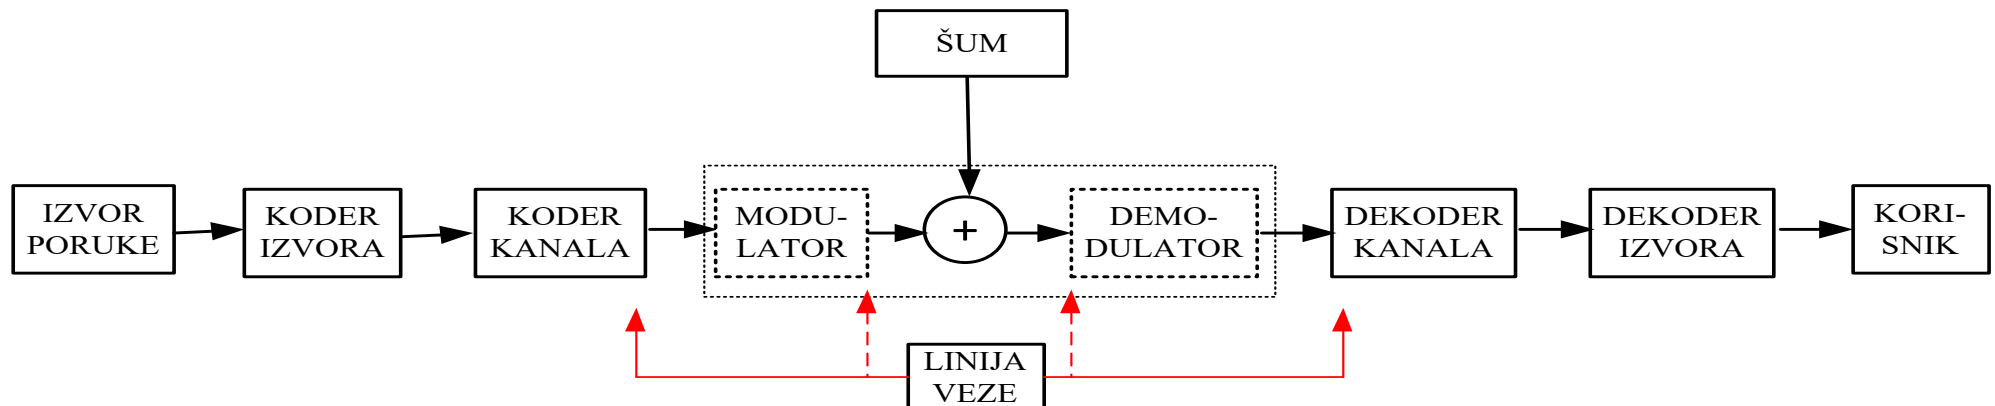 ŠUM
IZVOR
PORUKE
KODER
IZVORA
KODER
KANALA
MODU-
LATOR
+
DEMO-
DULATOR
DEKODER
KANALA
DEKODER
IZVORA
KORI-
SNIK
LINIJA
VEZE